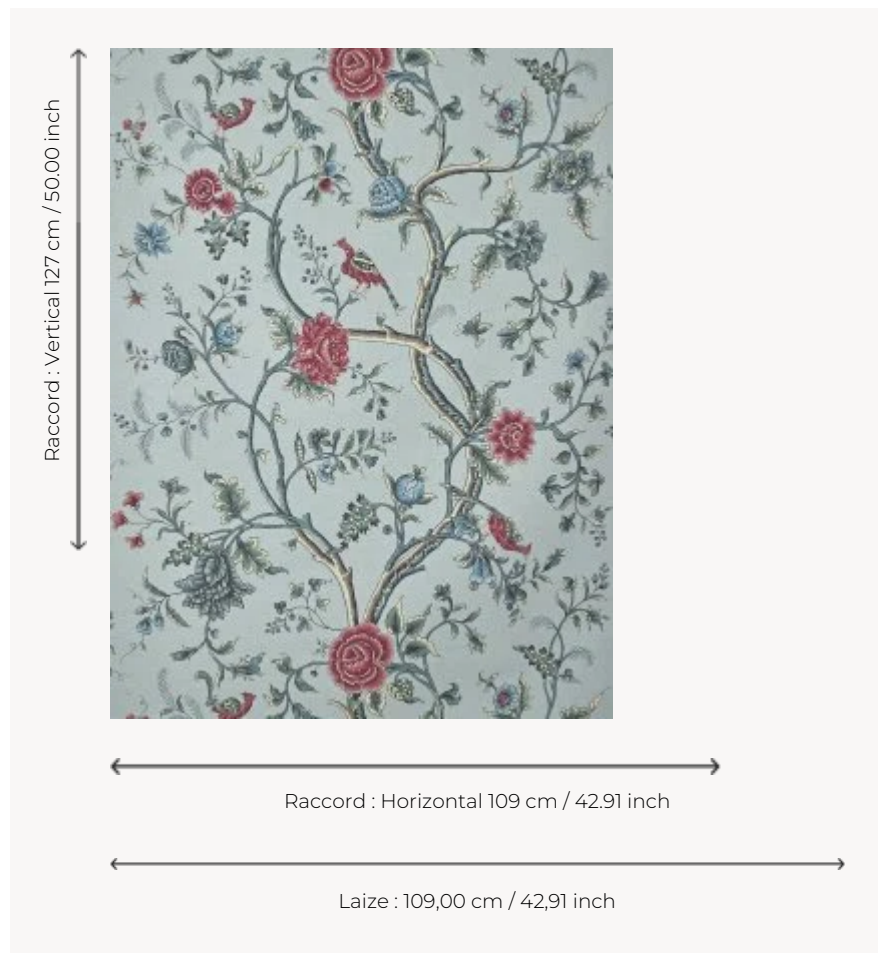 Raccord : Vertical 127 cm / 50.00 inch
Raccord : Horizontal 109 cm / 42.91 inch
Laize : 109,00 cm / 42,91 inch